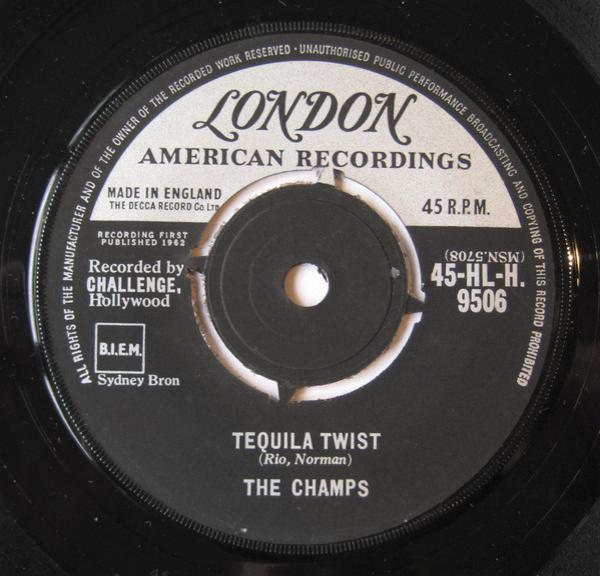 ALL RIGHTS OF THE MANUFACTURER AND OF THE OWNER OF THE RECORDED WORK RESERVED · UNAUTHORISED PUBLIC PERFORMANCE BROADCASTING AND COPYING OF THIS RECORD PROHIBITED
LONDON
AMERICAN RECORDINGS
MADE IN ENGLAND
THE DECCA RECORD Co. LTD.
45 R.P.M.
RECORDING FIRST
PUBLISHED 1962
(MSN.5708)
Recorded by
CHALLENGE,
Hollywood
45-HL-H.
9506
B.I.E.M.
Sydney Bron
TEQUILA TWIST
(Rio, Norman)
THE CHAMPS